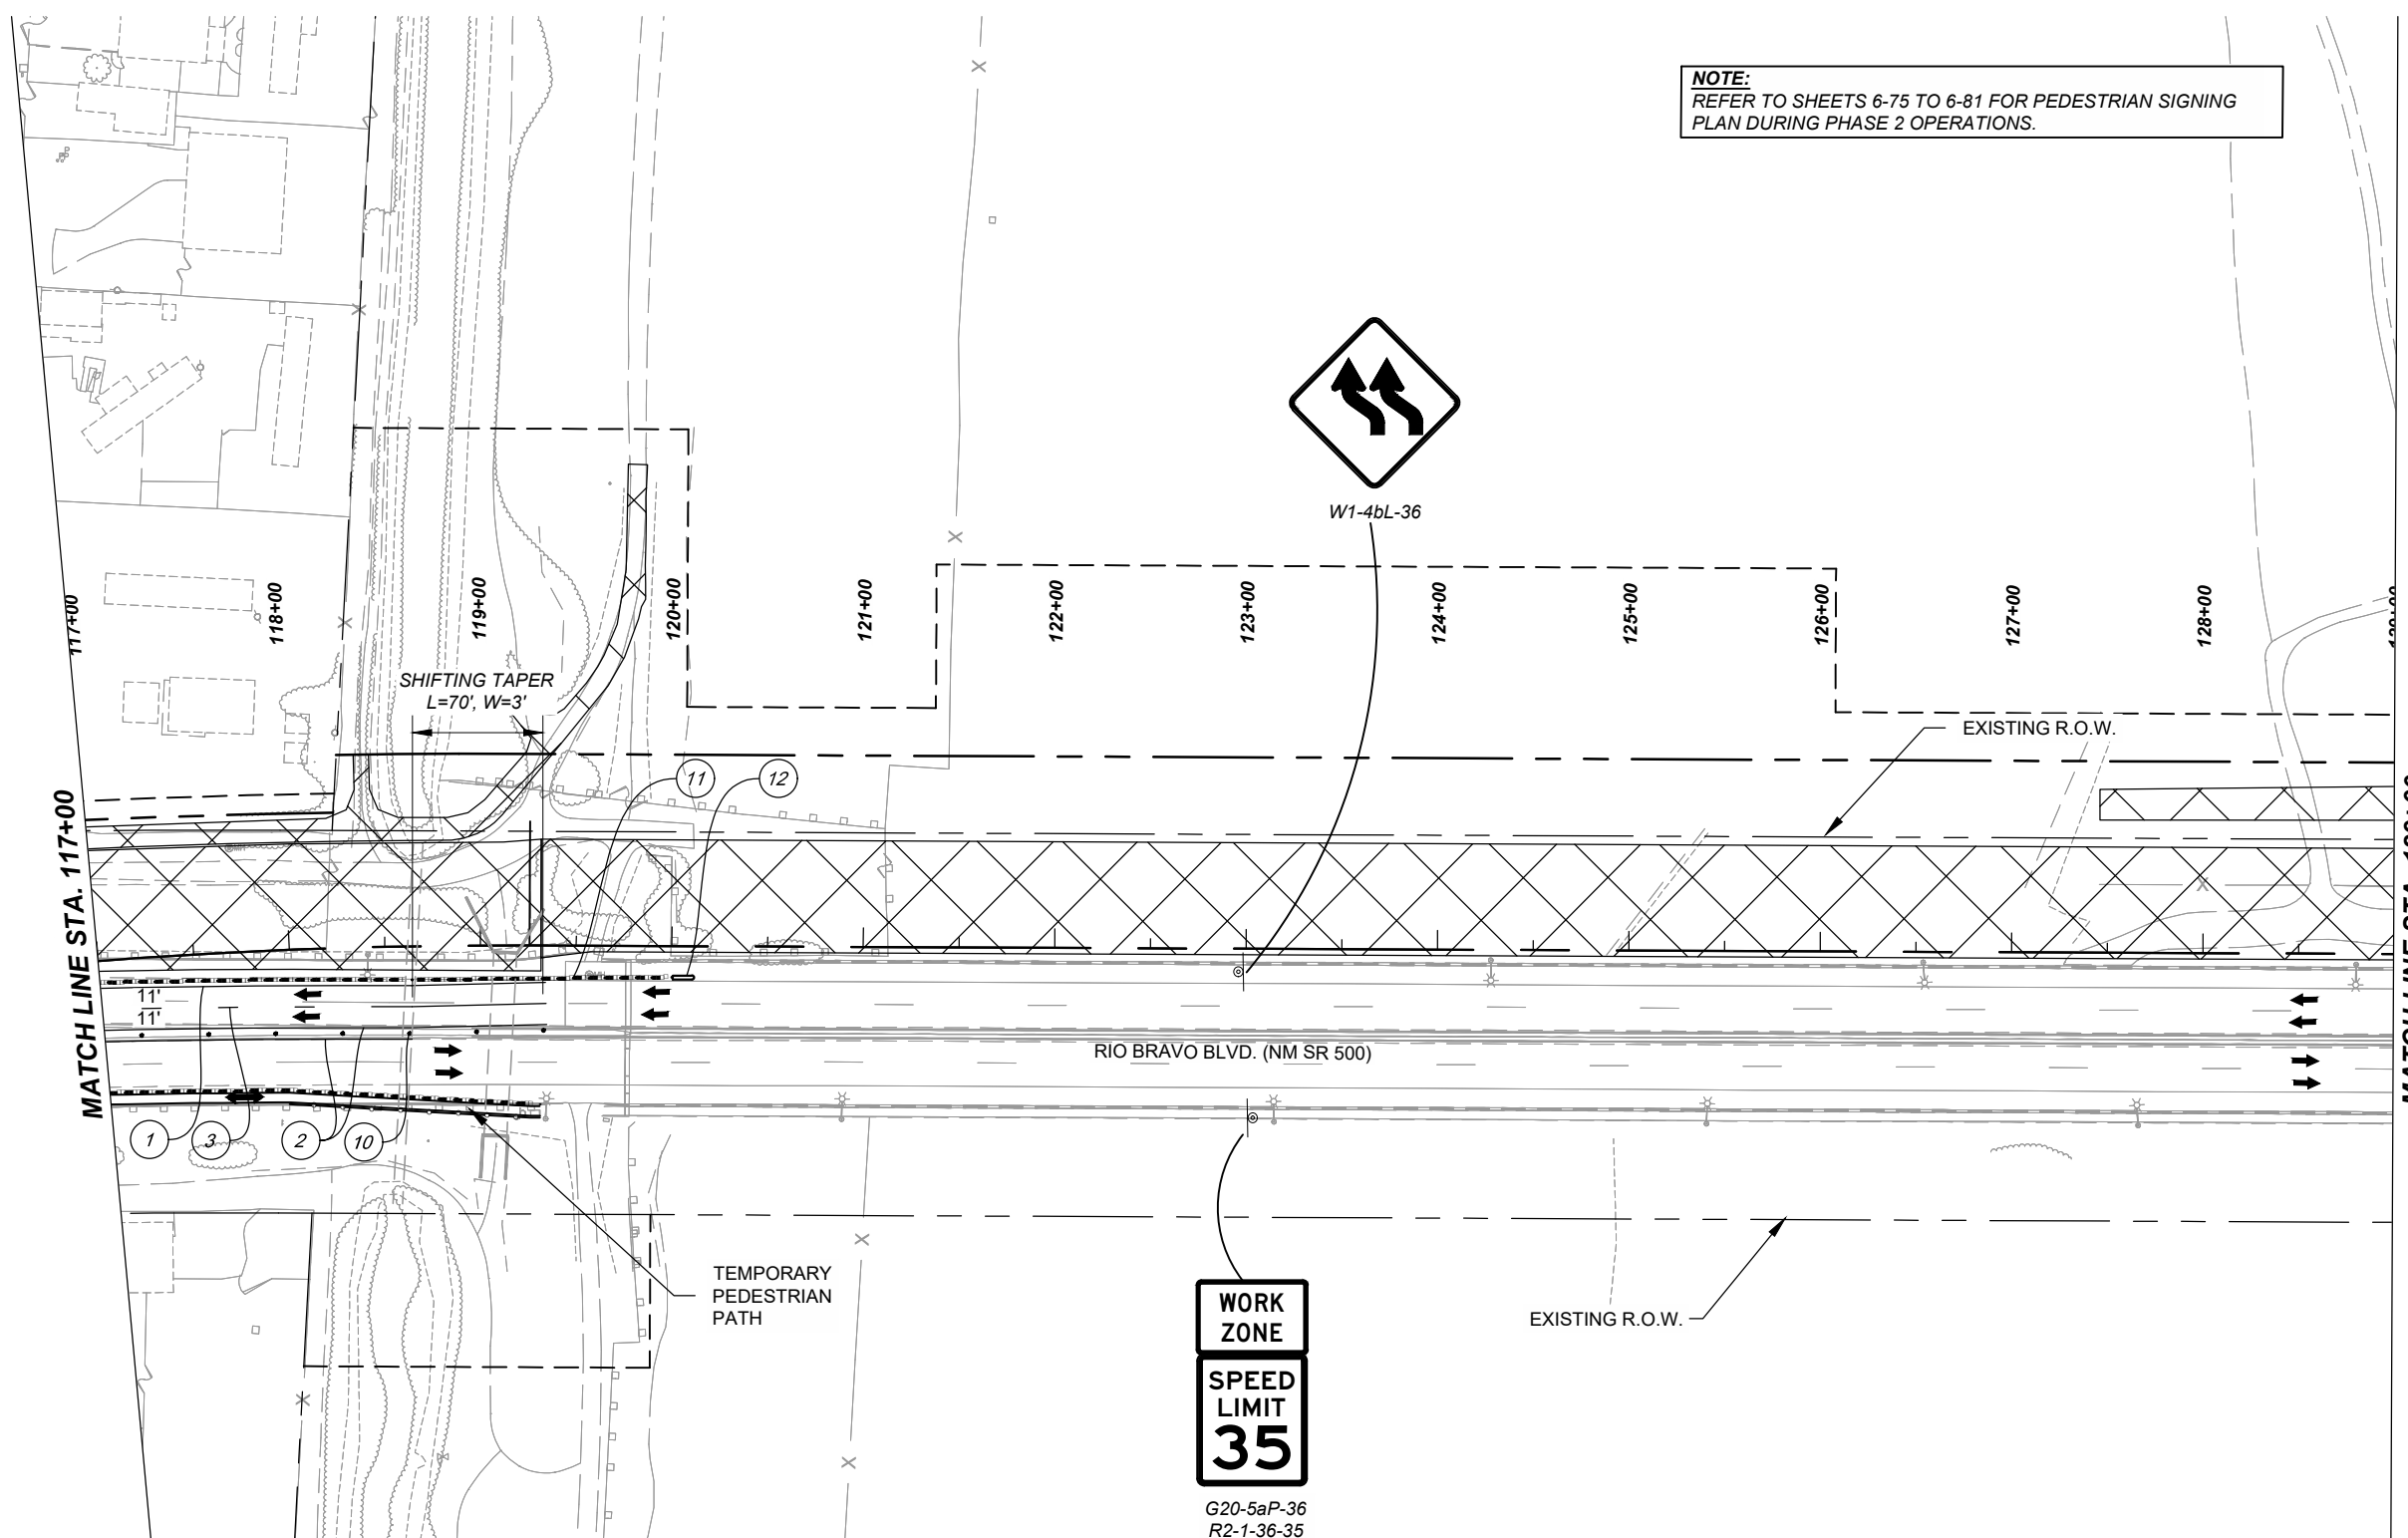 NOTE:
REFER TO SHEETS 6-75 TO 6-81 FOR PEDESTRIAN SIGNING
PLAN DURING PHASE 2 OPERATIONS.
W1-4bL-36
117+00
118+00
119+00
120+00
121+00
122+00
123+00
124+00
125+00
126+00
127+00
128+00
SHIFTING TAPER
L=70', W=3'
EXISTING R.O.W.
11
12
MATCH LINE STA. 117+00
MATCH LINE STA.
11'
11'
RIO BRAVO BLVD. (NM SR 500)
1
3
2
10
TEMPORARY
PEDESTRIAN
PATH
WORK
ZONE
SPEED
LIMIT
35
EXISTING R.O.W.
G20-5aP-36
R2-1-36-35